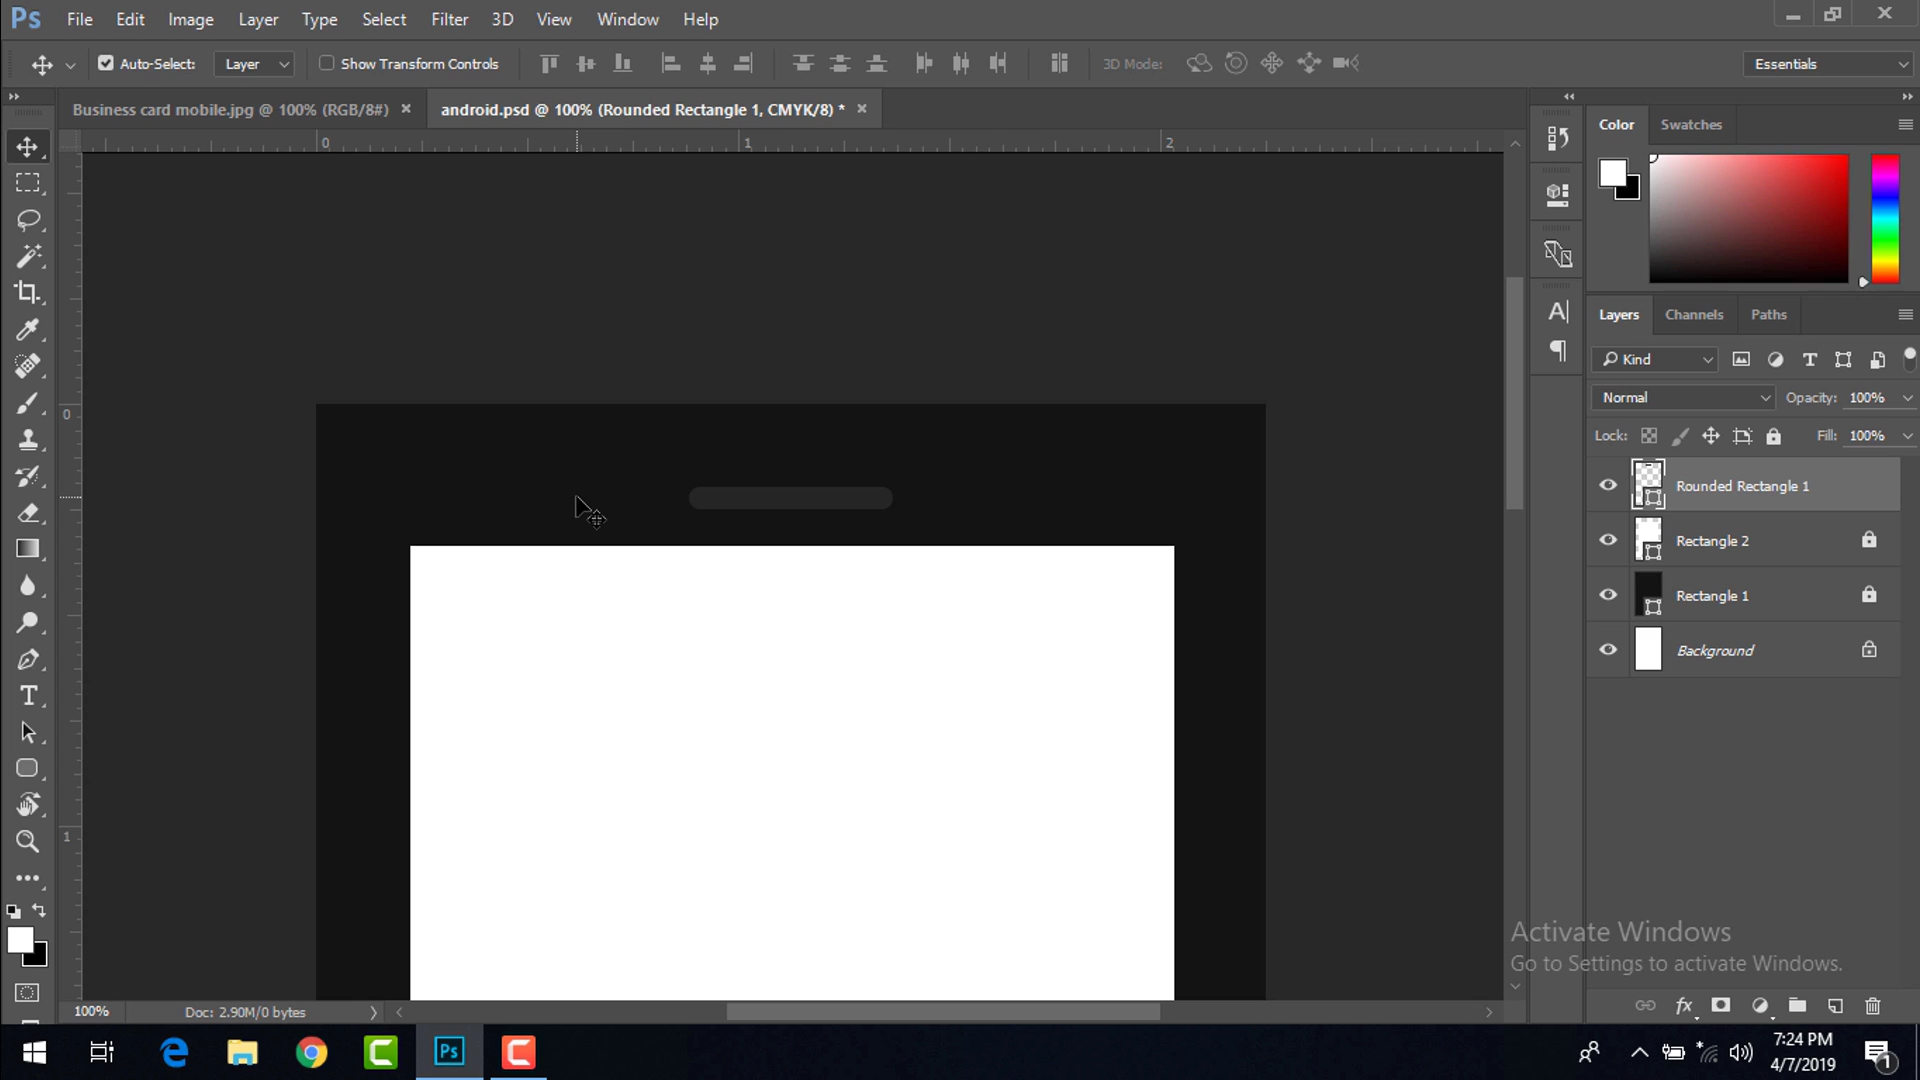 Ps File Edit Image Layer Type Select Filter 3D View Window Help
Auto-Select: Layer Show Transform Controls 3D Mode: Essentials
Business card mobile.jpg @ 100% (RGB/8#) × android.psd @ 100% (Rounded Rectangle 1, CMYK/8) * ×
0 1 2
0
1
Color Swatches
Layers Channels Paths
Kind
Normal Opacity: 100%
Lock: Fill: 100%
Rounded Rectangle 1
Rectangle 2
Rectangle 1
Background
Activate Windows
Go to Settings to activate Windows.
100% Doc: 2.90M/0 bytes
7:24 PM
4/7/2019
1